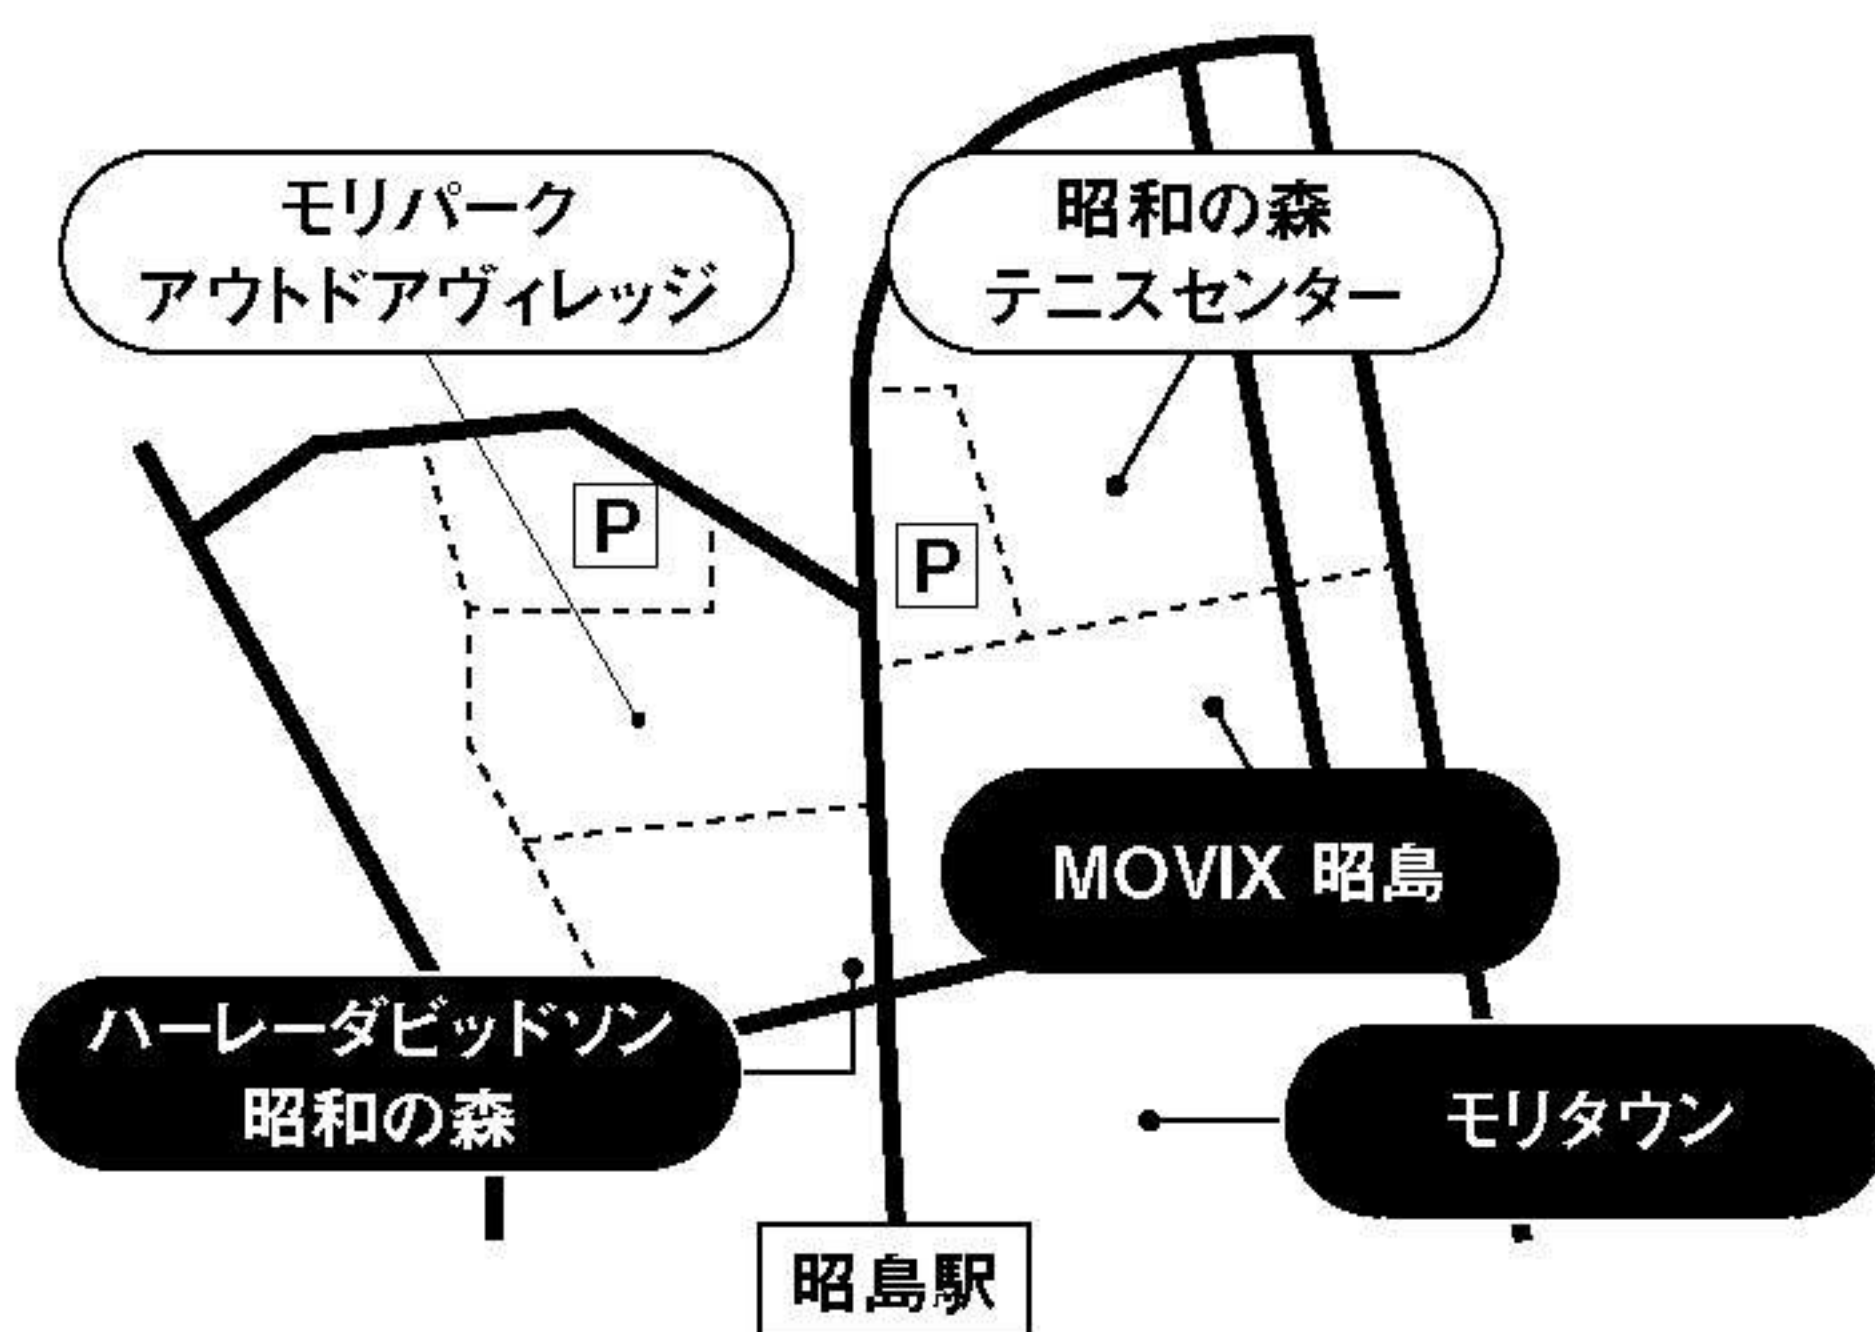 モリパーク
アウトドアヴィレッジ
昭和の森
テニスセンター
P
P
MOVIX 昭島
ハーレーダビッドソン
昭和の森
モリタウン
昭島駅